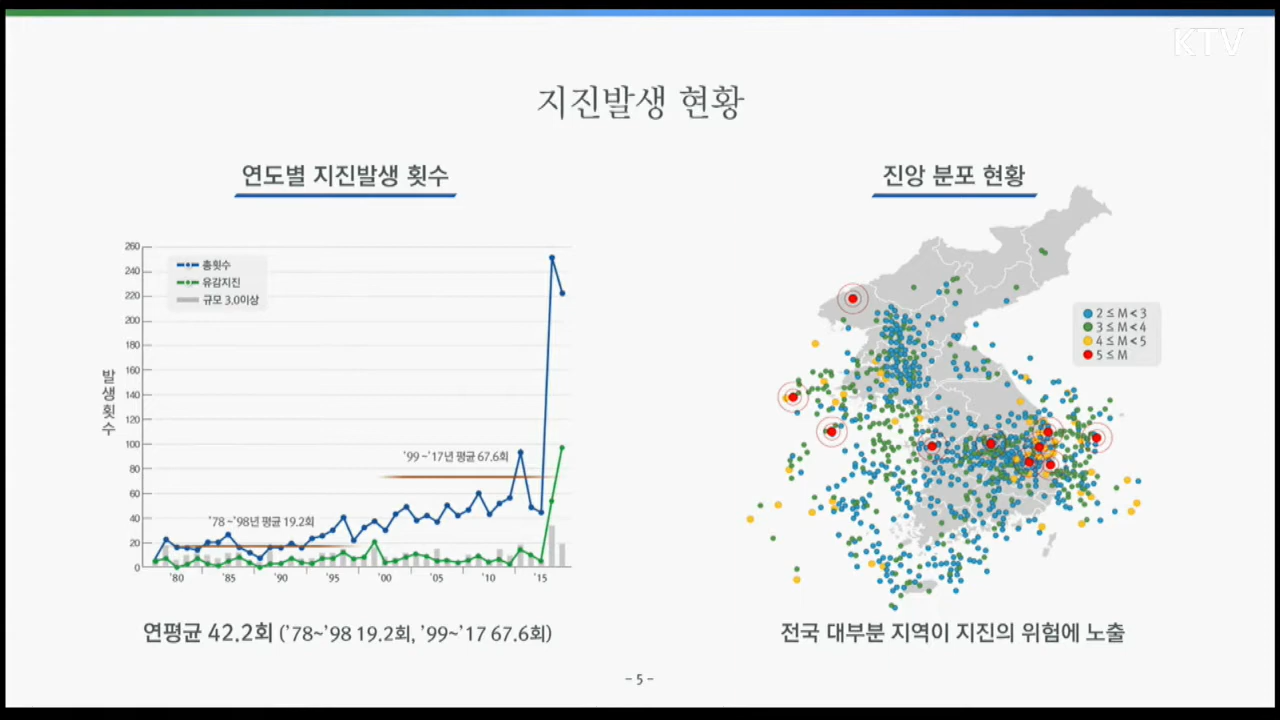 KTV
지진발생 현황
연도별 지진발생 횟수
260
240
220
200
180
160
140
120
100
80
60
40
20
0
발생횟수
총횟수
유감지진
규모 3.0이상
'99 ~'17년 평균 67.6회
'78 ~'98년 평균 19.2회
'80 '85 '90 '95 '00 '05 '10 '15
연평균 42.2회 ('78~'98 19.2회, '99~'17 67.6회)
진앙 분포 현황
2 ≤ M < 3
3 ≤ M < 4
4 ≤ M < 5
5 ≤ M
전국 대부분 지역이 지진의 위험에 노출
- 5 -